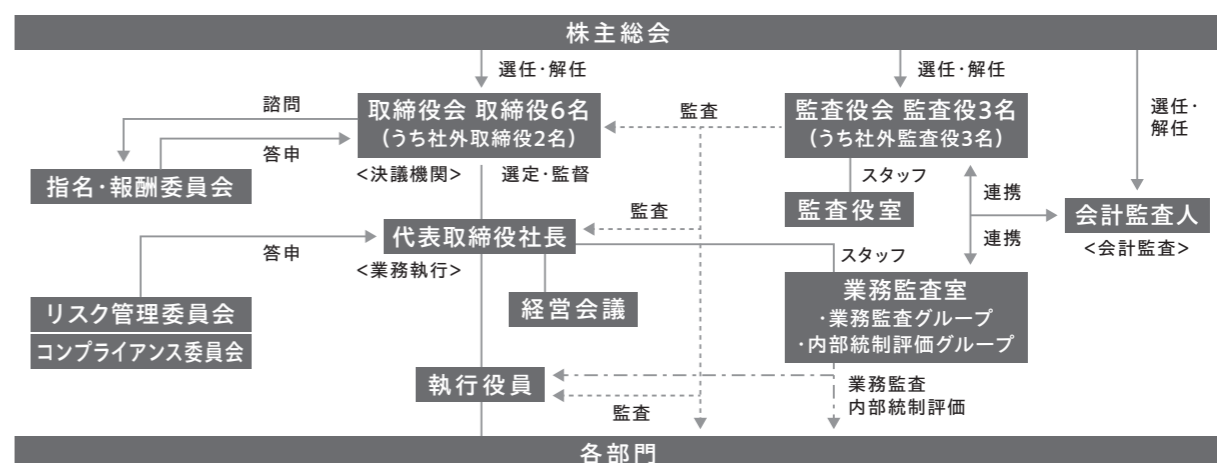 株主総会
選任・解任
選任・解任
選任・
解任
諮問
取締役会 取締役6名
(うち社外取締役2名)
監査
監査役会 監査役3名
(うち社外監査役3名)
答申
指名・報酬委員会
<決議機関>
選定・監督
スタッフ
監査役室
連携
会計監査人
<会計監査>
監査
連携
代表取締役社長
答申
<業務執行>
スタッフ
経営会議
業務監査室
・業務監査グループ
・内部統制評価グループ
リスク管理委員会
コンプライアンス委員会
執行役員
業務監査
内部統制評価
監査
各部門